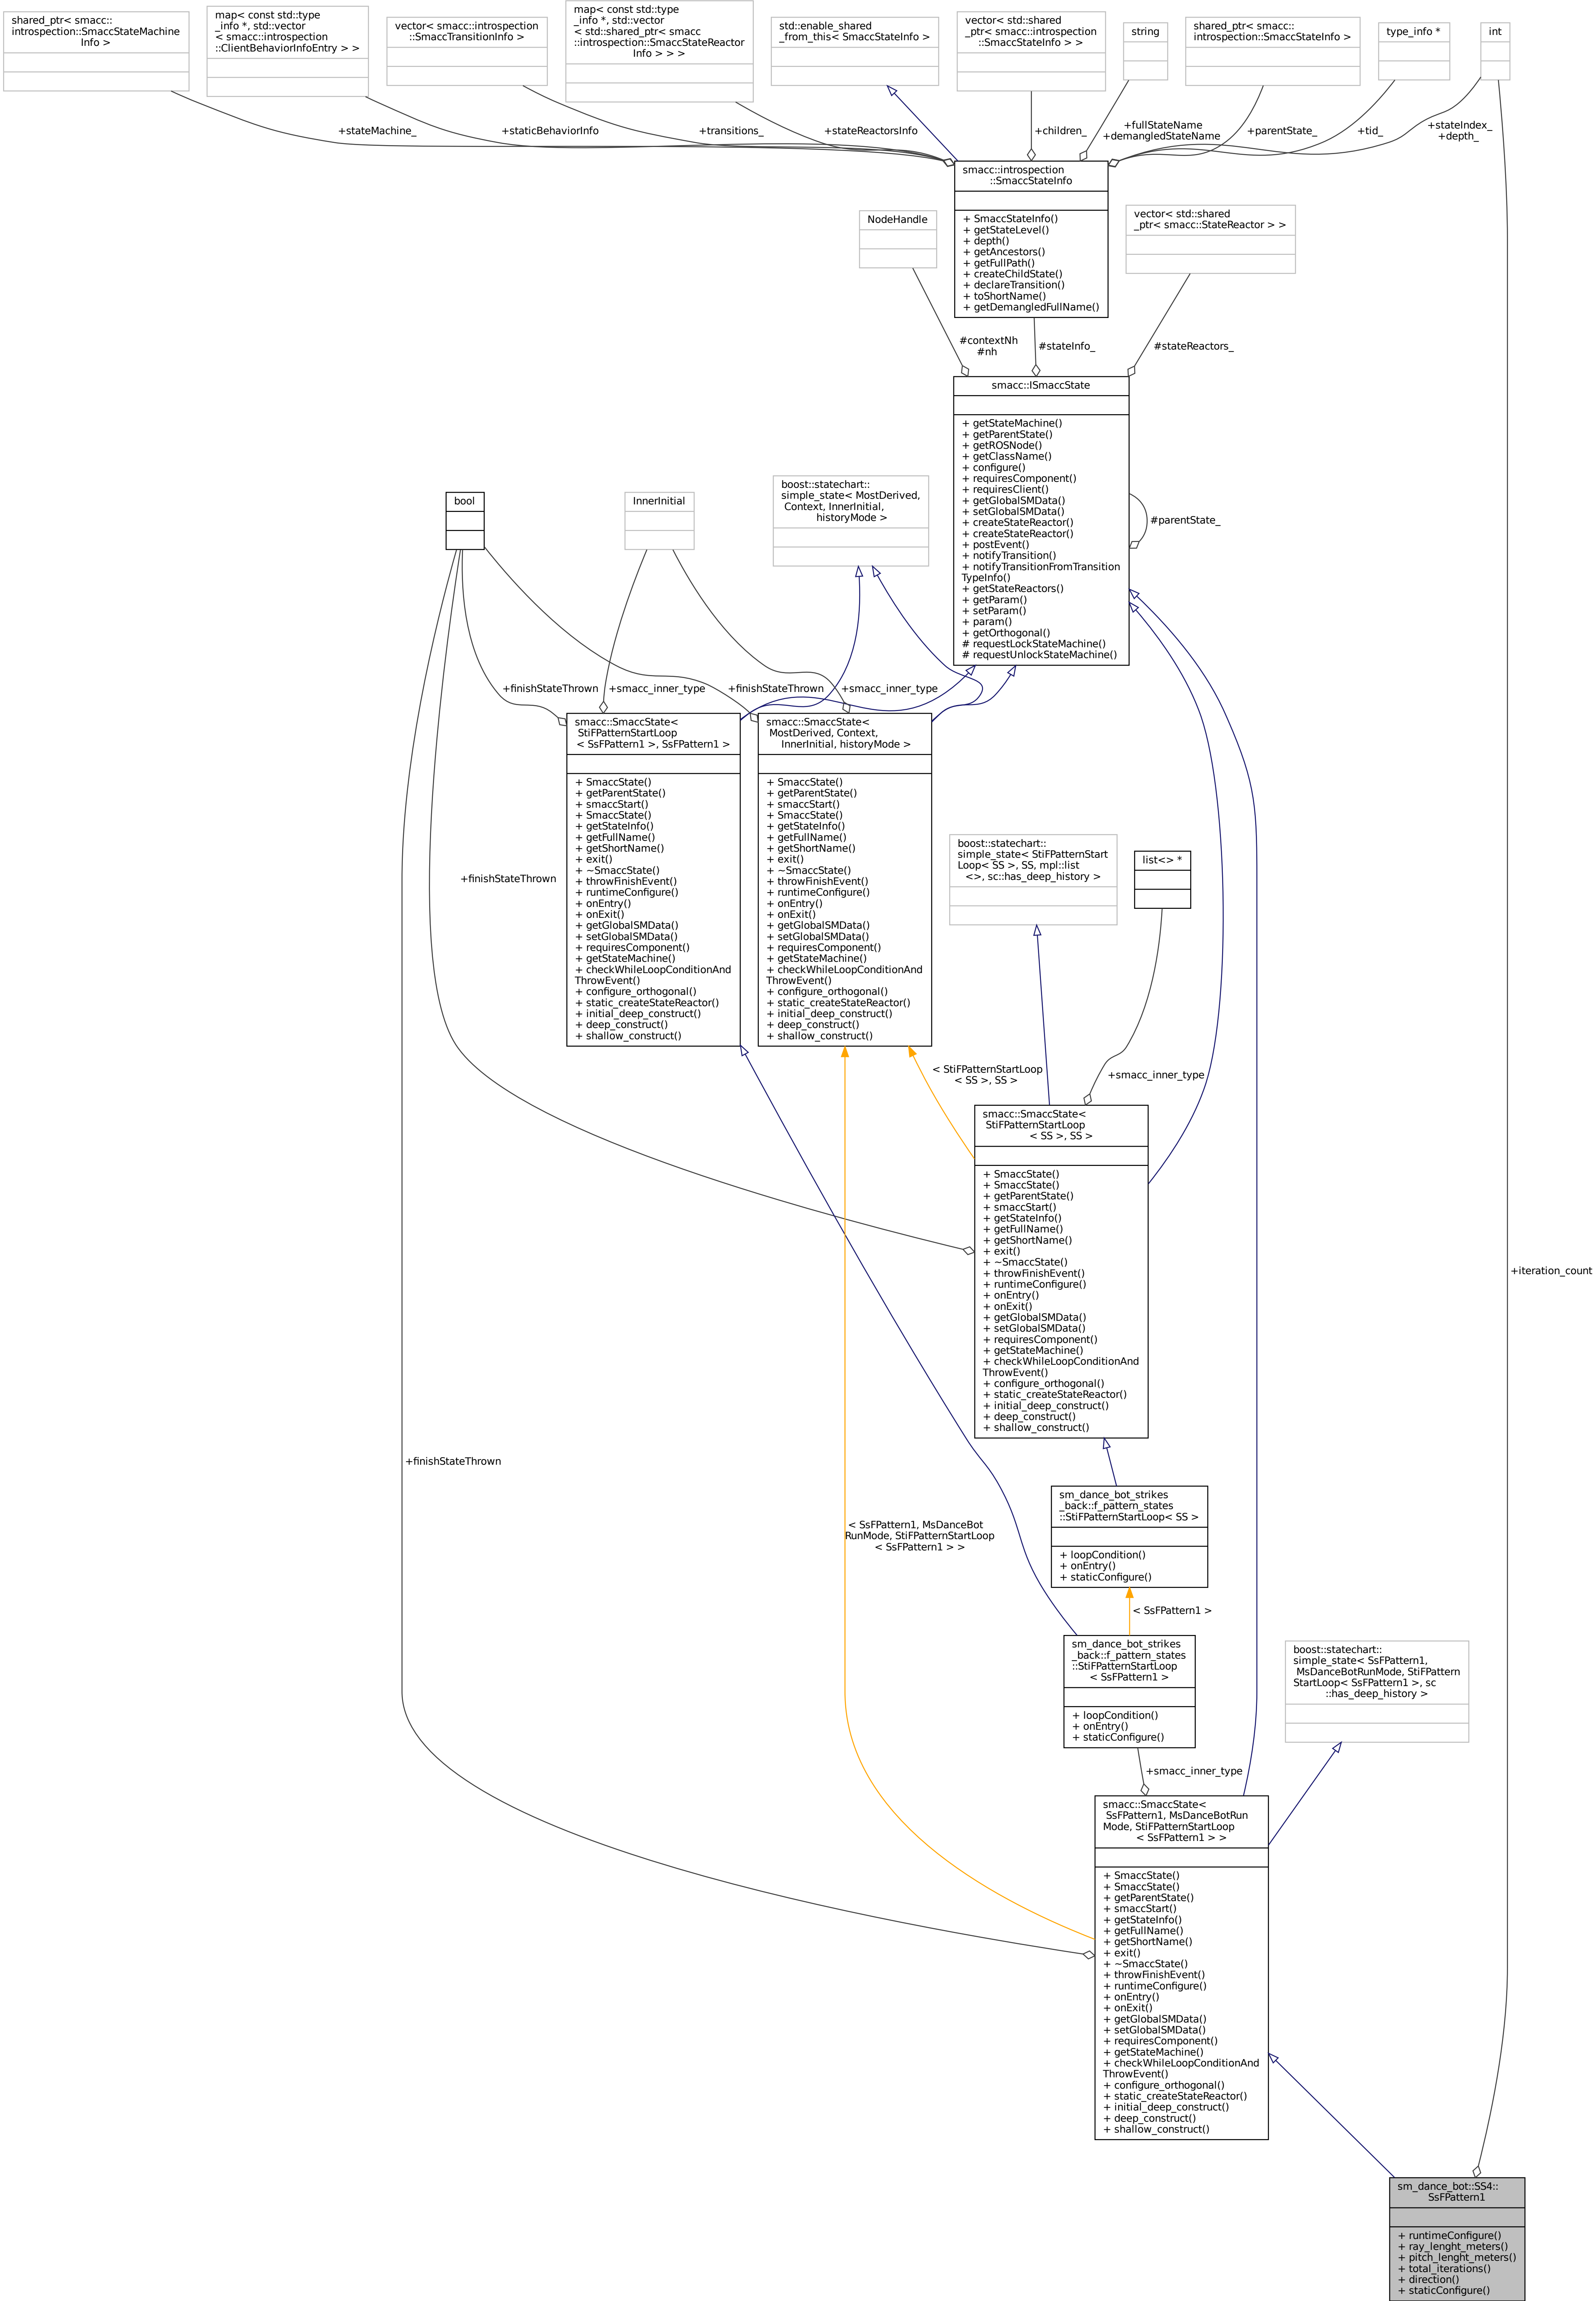 shared_ptr< smacc::
introspection::SmaccStateMachine
Info >
map< const std::type
_info *, std::vector
< smacc::introspection
::ClientBehaviorInfoEntry > >
vector< smacc::introspection
::SmaccTransitionInfo >
map< const std::type
_info *, std::vector
< std::shared_ptr< smacc
::introspection::SmaccStateReactor
Info > > >
std::enable_shared
_from_this< SmaccStateInfo >
vector< std::shared
_ptr< smacc::introspection
::SmaccStateInfo > >
string
shared_ptr< smacc::
introspection::SmaccStateInfo >
type_info *
int
+stateMachine_
+staticBehaviorInfo
+transitions_
+stateReactorsInfo
+children_
+fullStateName
+demangledStateName
+parentState_
+tid_
+stateIndex_
+depth_
smacc::introspection
::SmaccStateInfo
+ SmaccStateInfo()
+ getStateLevel()
+ depth()
+ getAncestors()
+ getFullPath()
+ createChildState()
+ declareTransition()
+ toShortName()
+ getDemangledFullName()
NodeHandle
vector< std::shared
_ptr< smacc::StateReactor > >
#contextNh
#nh
#stateInfo_
#stateReactors_
smacc::ISmaccState
+ getStateMachine()
+ getParentState()
+ getROSNode()
+ getClassName()
+ configure()
+ requiresComponent()
+ requiresClient()
+ getGlobalSMData()
+ setGlobalSMData()
+ createStateReactor()
+ createStateReactor()
+ postEvent()
+ notifyTransition()
+ notifyTransitionFromTransition
TypeInfo()
+ getStateReactors()
+ getParam()
+ setParam()
+ param()
+ getOrthogonal()
# requestLockStateMachine()
# requestUnlockStateMachine()
#parentState_
bool
InnerInitial
boost::statechart::
simple_state< MostDerived,
Context, InnerInitial,
historyMode >
+finishStateThrown
+smacc_inner_type
+finishStateThrown
+smacc_inner_type
smacc::SmaccState<
StiFPatternStartLoop
< SsFPattern1 >, SsFPattern1 >
+ SmaccState()
+ getParentState()
+ smaccStart()
+ SmaccState()
+ getStateInfo()
+ getFullName()
+ getShortName()
+ exit()
+ ~SmaccState()
+ throwFinishEvent()
+ runtimeConfigure()
+ onEntry()
+ onExit()
+ getGlobalSMData()
+ setGlobalSMData()
+ requiresComponent()
+ getStateMachine()
+ checkWhileLoopConditionAnd
ThrowEvent()
+ configure_orthogonal()
+ static_createStateReactor()
+ initial_deep_construct()
+ deep_construct()
+ shallow_construct()
smacc::SmaccState<
MostDerived, Context,
InnerInitial, historyMode >
+ SmaccState()
+ getParentState()
+ smaccStart()
+ SmaccState()
+ getStateInfo()
+ getFullName()
+ getShortName()
+ exit()
+ ~SmaccState()
+ throwFinishEvent()
+ runtimeConfigure()
+ onEntry()
+ onExit()
+ getGlobalSMData()
+ setGlobalSMData()
+ requiresComponent()
+ getStateMachine()
+ checkWhileLoopConditionAnd
ThrowEvent()
+ configure_orthogonal()
+ static_createStateReactor()
+ initial_deep_construct()
+ deep_construct()
+ shallow_construct()
+finishStateThrown
boost::statechart::
simple_state< StiFPatternStart
Loop< SS >, SS, mpl::list
<>, sc::has_deep_history >
list<> *
< StiFPatternStartLoop
< SS >, SS >
+smacc_inner_type
smacc::SmaccState<
StiFPatternStartLoop
< SS >, SS >
+ SmaccState()
+ SmaccState()
+ getParentState()
+ smaccStart()
+ getStateInfo()
+ getFullName()
+ getShortName()
+ exit()
+ ~SmaccState()
+ throwFinishEvent()
+ runtimeConfigure()
+ onEntry()
+ onExit()
+ getGlobalSMData()
+ setGlobalSMData()
+ requiresComponent()
+ getStateMachine()
+ checkWhileLoopConditionAnd
ThrowEvent()
+ configure_orthogonal()
+ static_createStateReactor()
+ initial_deep_construct()
+ deep_construct()
+ shallow_construct()
+iteration_count
+finishStateThrown
< SsFPattern1, MsDanceBot
RunMode, StiFPatternStartLoop
< SsFPattern1 > >
sm_dance_bot_strikes
_back::f_pattern_states
::StiFPatternStartLoop< SS >
+ loopCondition()
+ onEntry()
+ staticConfigure()
< SsFPattern1 >
sm_dance_bot_strikes
_back::f_pattern_states
::StiFPatternStartLoop
< SsFPattern1 >
+ loopCondition()
+ onEntry()
+ staticConfigure()
boost::statechart::
simple_state< SsFPattern1,
MsDanceBotRunMode, StiFPattern
StartLoop< SsFPattern1 >, sc
::has_deep_history >
+smacc_inner_type
smacc::SmaccState<
SsFPattern1, MsDanceBotRun
Mode, StiFPatternStartLoop
< SsFPattern1 > >
+ SmaccState()
+ SmaccState()
+ getParentState()
+ smaccStart()
+ getStateInfo()
+ getFullName()
+ getShortName()
+ exit()
+ ~SmaccState()
+ throwFinishEvent()
+ runtimeConfigure()
+ onEntry()
+ onExit()
+ getGlobalSMData()
+ setGlobalSMData()
+ requiresComponent()
+ getStateMachine()
+ checkWhileLoopConditionAnd
ThrowEvent()
+ configure_orthogonal()
+ static_createStateReactor()
+ initial_deep_construct()
+ deep_construct()
+ shallow_construct()
sm_dance_bot::SS4::
SsFPattern1
+ runtimeConfigure()
+ ray_lenght_meters()
+ pitch_lenght_meters()
+ total_iterations()
+ direction()
+ staticConfigure()